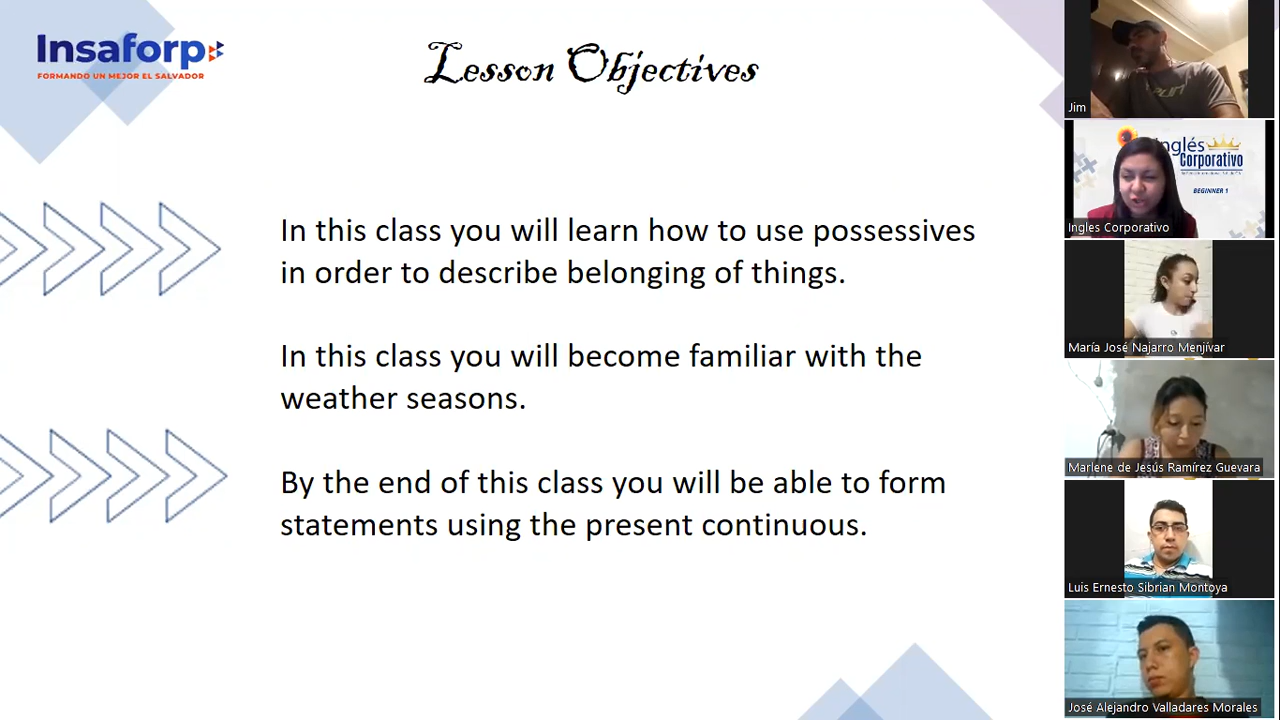 Insaforp
FORMANDO UN MEJOR EL SALVADOR
Lesson Objectives
In this class you will learn how to use possessives
in order to describe belonging of things.
In this class you will become familiar with the
weather seasons.
By the end of this class you will be able to form
statements using the present continuous.
Jim
Inglés
Corporativo
BEGINNER 1
Ingles Corporativo
María José Najarro Menjívar
Marlene de Jesús Ramírez Guevara
Luis Ernesto Sibrian Montoya
José Alejandro Valladares Morales